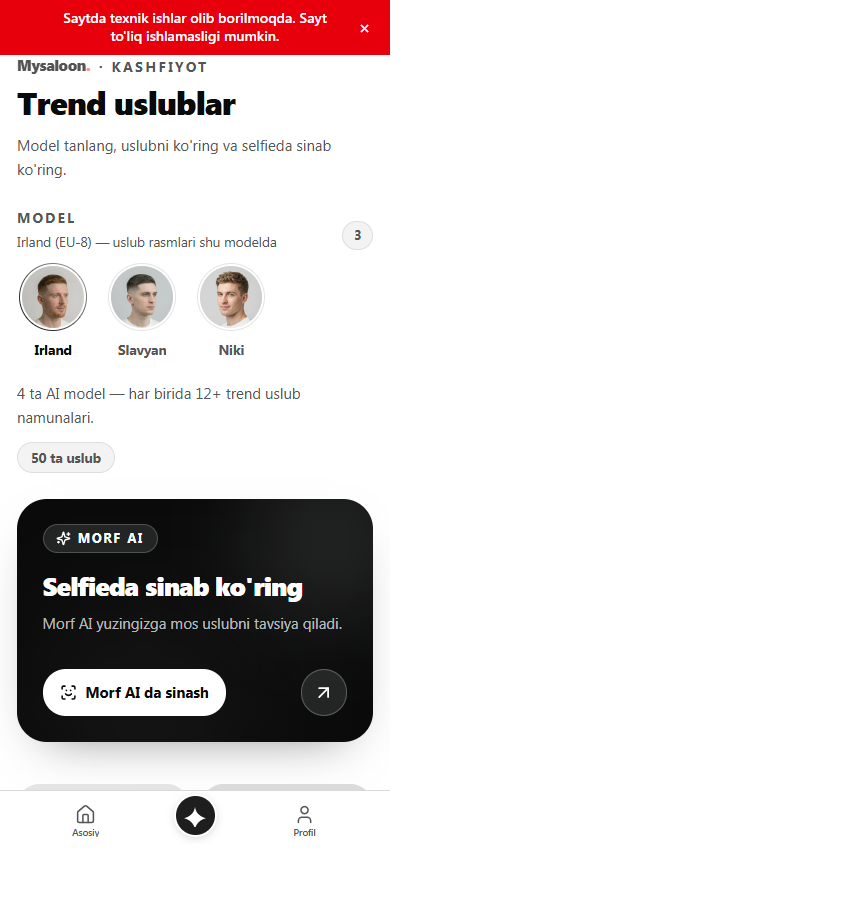 Saytda texnik ishlar olib borilmoqda. Sayt
to'liq ishlamasligi mumkin.
×
Mysaloon. · KASHFIYOT
Trend uslublar
Model tanlang, uslubni ko'ring va selfieda sinab
ko'ring.
MODEL
Irland (EU-8) — uslub rasmlari shu modelda
3
Irland
Slavyan
Niki
4 ta AI model — har birida 12+ trend uslub
namunalari.
50 ta uslub
MORF AI
Selfieda sinab ko'ring
Morf AI yuzingizga mos uslubni tavsiya qiladi.
Morf AI da sinash
Asosiy
Profil